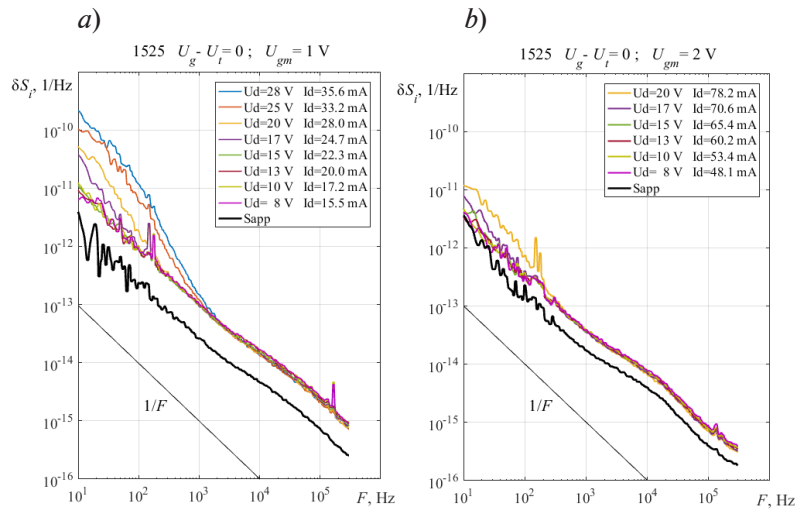 a)
1525 U_g - U_t = 0 ; U_gm = 1 V
δS_i, 1/Hz
Ud=28 V Id=35.6 mA
Ud=25 V Id=33.2 mA
Ud=20 V Id=28.0 mA
Ud=17 V Id=24.7 mA
Ud=15 V Id=22.3 mA
Ud=13 V Id=20.0 mA
Ud=10 V Id=17.2 mA
Ud= 8 V Id=15.5 mA
Sapp
10^-10
10^-11
10^-12
10^-13
10^-14
10^-15
10^-16
1/F
10^1 10^2 10^3 10^4 10^5 F, Hz
b)
1525 U_g - U_t = 0 ; U_gm = 2 V
δS_i, 1/Hz
Ud=20 V Id=78.2 mA
Ud=17 V Id=70.6 mA
Ud=15 V Id=65.4 mA
Ud=13 V Id=60.2 mA
Ud=10 V Id=53.4 mA
Ud= 8 V Id=48.1 mA
Sapp
10^-10
10^-11
10^-12
10^-13
10^-14
10^-15
10^-16
1/F
10^1 10^2 10^3 10^4 10^5 F, Hz